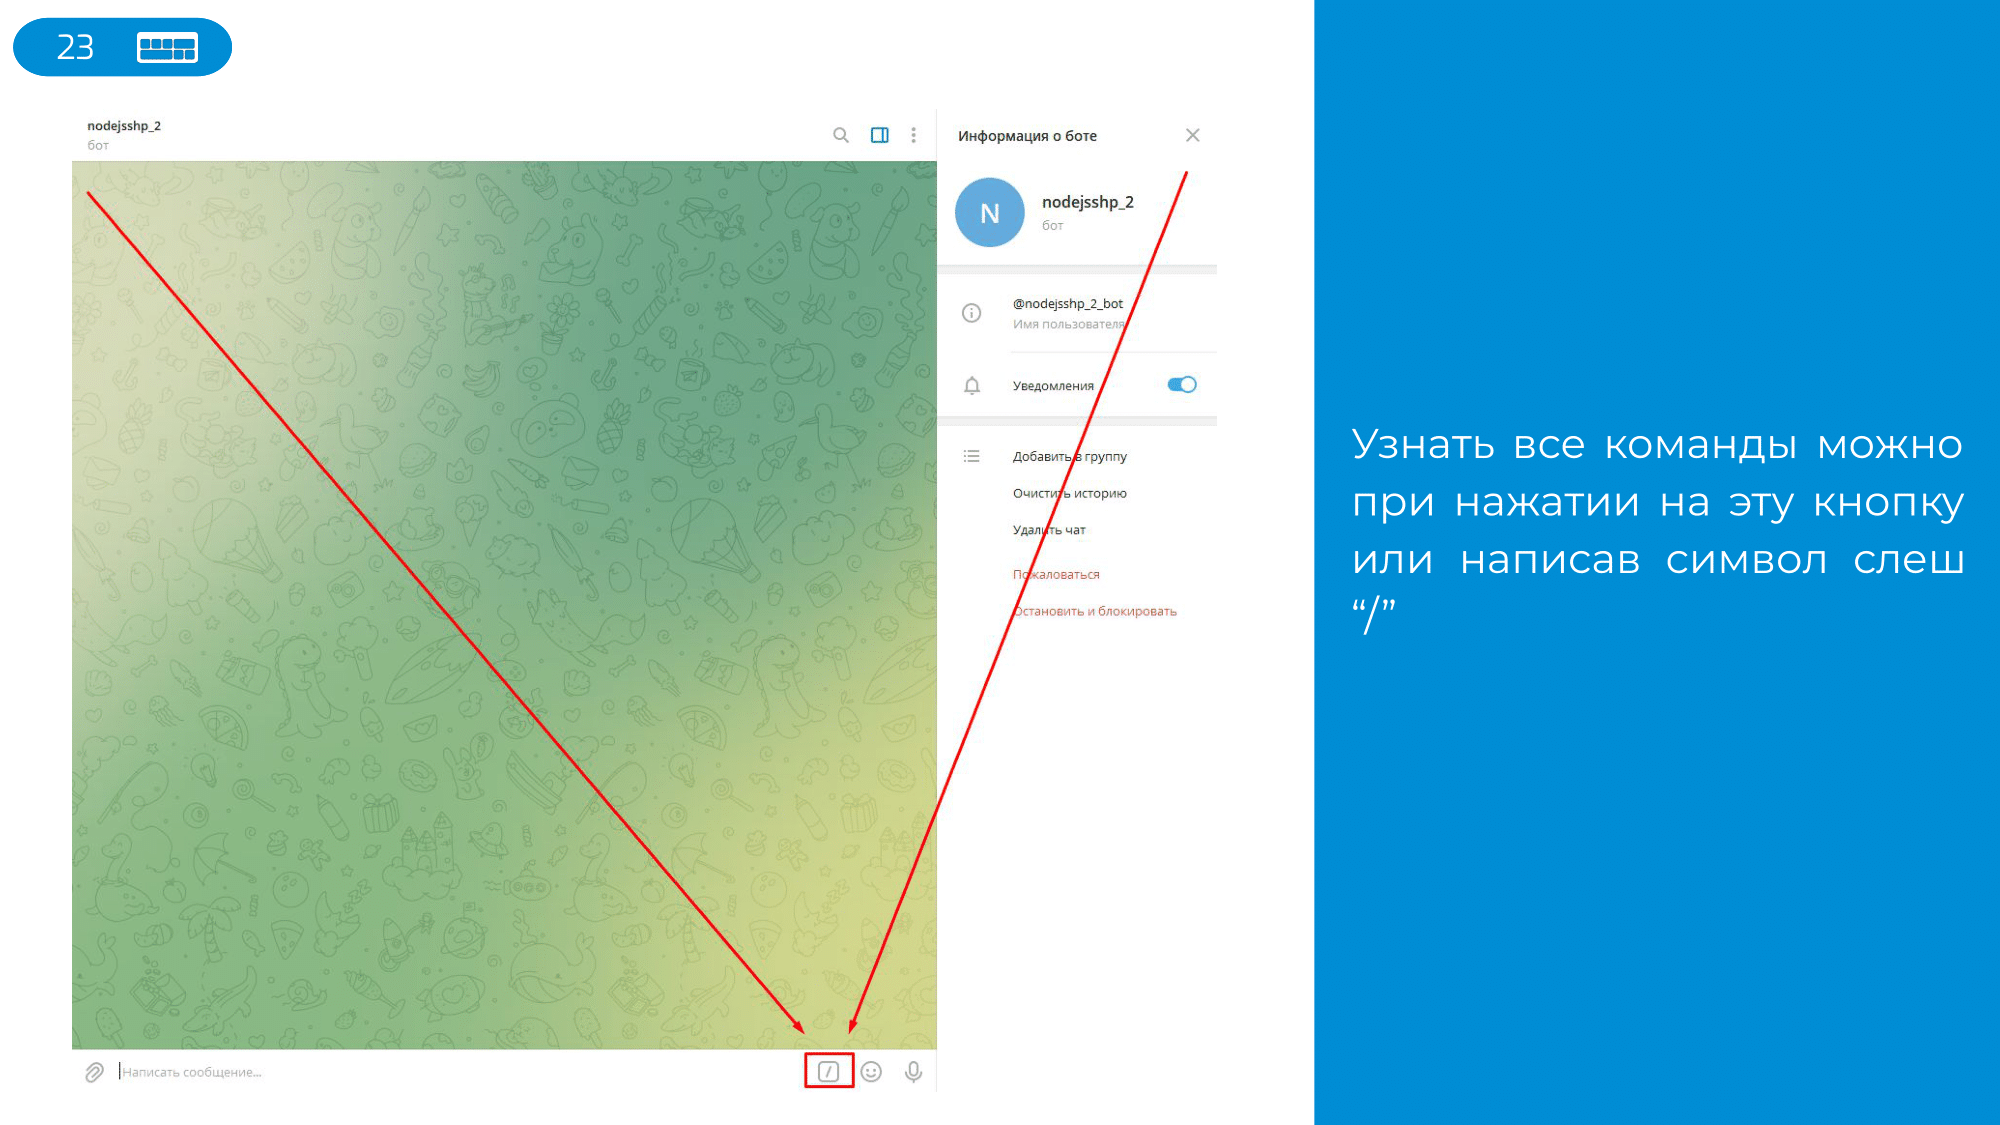 23
nodejsshp_2
бот
Написать сообщение...
Информация о боте
N
nodejsshp_2
бот
@nodejsshp_2_bot
Имя пользователя
Уведомления
Добавить в группу
Очистить историю
Удалить чат
Пожаловаться
Остановить и блокировать
Узнать все команды можно
при нажатии на эту кнопку
или написав символ слеш
“/”